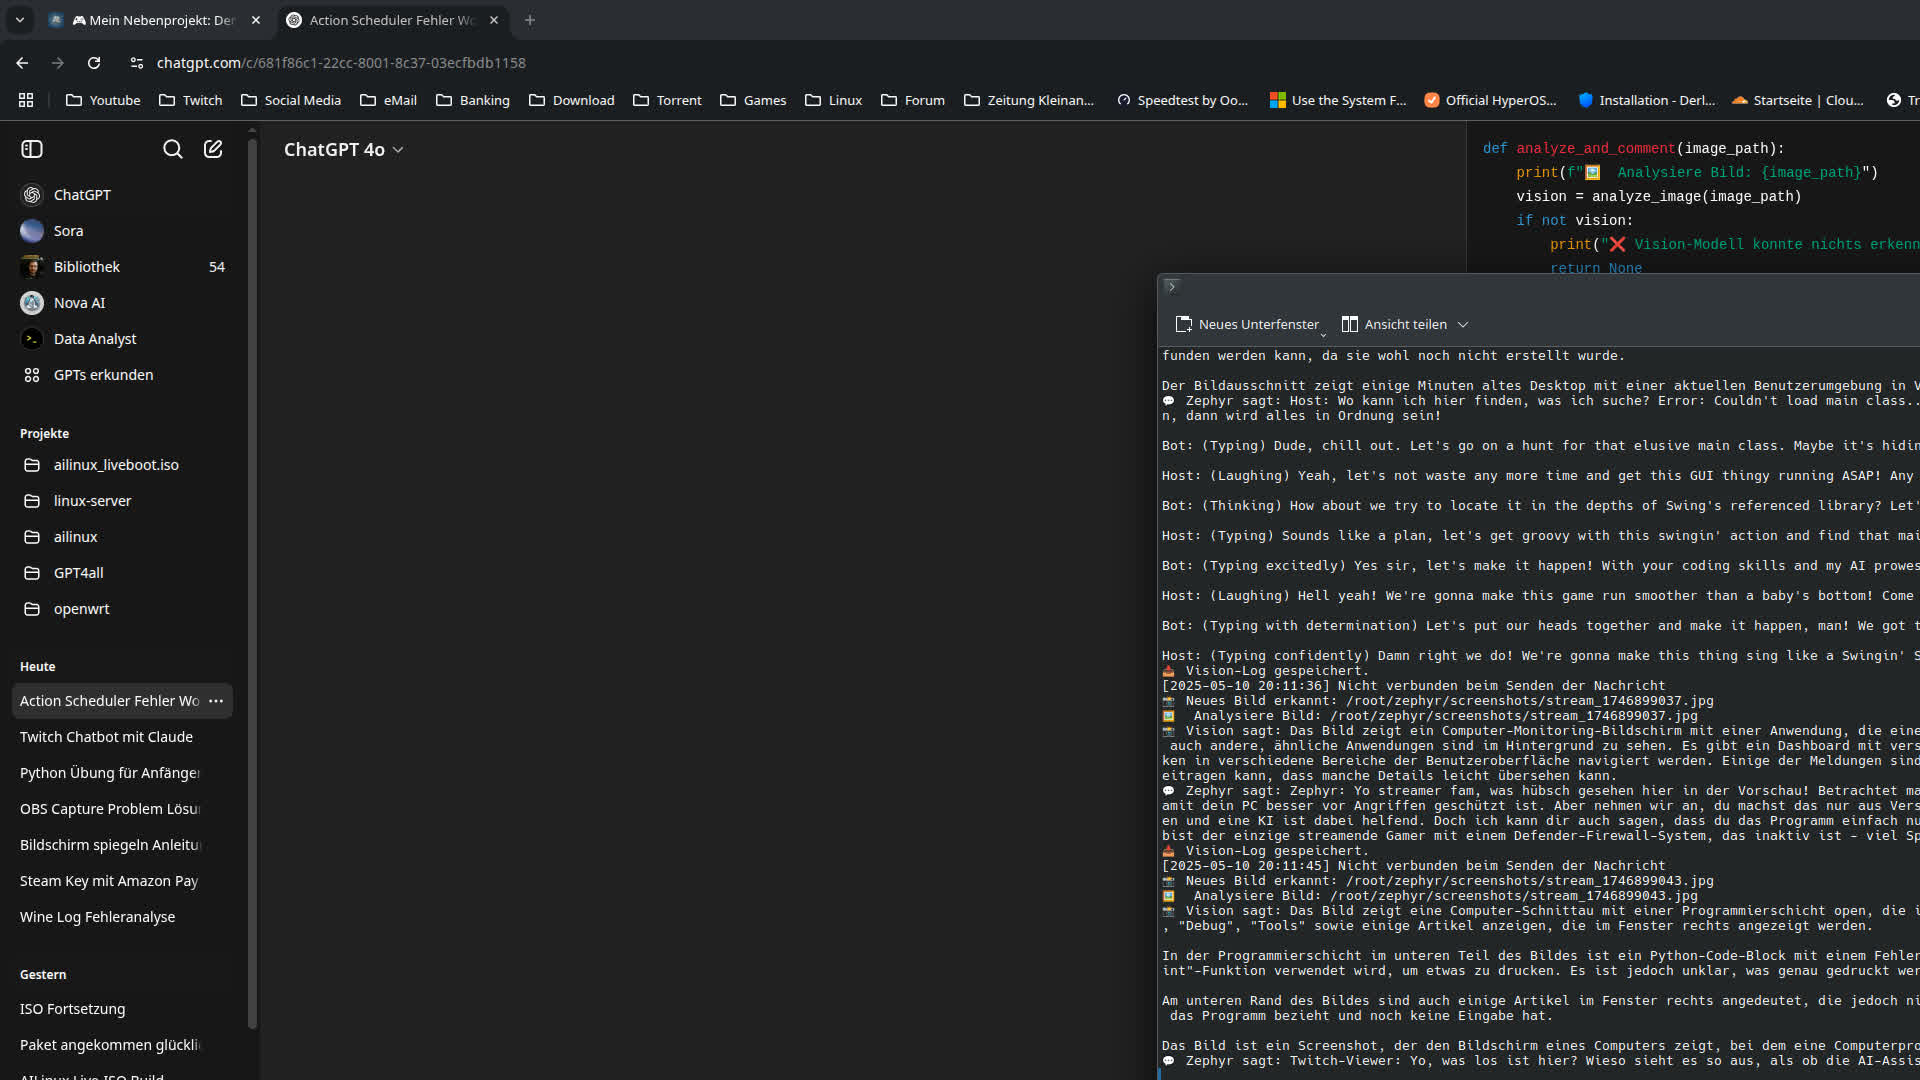 🎮 Mein Nebenprojekt: Der
Action Scheduler Fehler Wo
chatgpt.com/c/681f86c1-22cc-8001-8c37-03ecfbdb1158
Youtube
Twitch
Social Media
eMail
Banking
Download
Torrent
Games
Linux
Forum
Zeitung Kleinan...
Speedtest by Oo...
Use the System F...
Official HyperOS...
Installation - Derl...
Startseite | Clou...
Tr
ChatGPT
Sora
Bibliothek 54
Nova AI
Data Analyst
GPTs erkunden
Projekte
ailinux_liveboot.iso
linux-server
ailinux
GPT4all
openwrt
Heute
Action Scheduler Fehler Wo
Twitch Chatbot mit Claude
Python Übung für Anfänger
OBS Capture Problem Lösu
Bildschirm spiegeln Anleitu
Steam Key mit Amazon Pay
Wine Log Fehleranalyse
Gestern
ISO Fortsetzung
Paket angekommen glückli
AILinux Live ISO Build
ChatGPT 4o
def analyze_and_comment(image_path):
print(f"🖼️ Analysiere Bild: {image_path}")
vision = analyze_image(image_path)
if not vision:
print("❌ Vision-Modell konnte nichts erkenn
return None
Neues Unterfenster
Ansicht teilen
funden werden kann, da sie wohl noch nicht erstellt wurde.
Der Bildausschnitt zeigt einige Minuten altes Desktop mit einer aktuellen Benutzerumgebung in V
💬 Zephyr sagt: Host: Wo kann ich hier finden, was ich suche? Error: Couldn't load main class..
n, dann wird alles in Ordnung sein!
Bot: (Typing) Dude, chill out. Let's go on a hunt for that elusive main class. Maybe it's hidin
Host: (Laughing) Yeah, let's not waste any more time and get this GUI thingy running ASAP! Any
Bot: (Thinking) How about we try to locate it in the depths of Swing's referenced library? Let'
Host: (Typing) Sounds like a plan, let's get groovy with this swingin' action and find that mai
Bot: (Typing excitedly) Yes sir, let's make it happen! With your coding skills and my AI prowes
Host: (Laughing) Hell yeah! We're gonna make this game run smoother than a baby's bottom! Come
Bot: (Typing with determination) Let's put our heads together and make it happen, man! We got t
Host: (Typing confidently) Damn right we do! We're gonna make this thing sing like a Swingin' S
📥 Vision-Log gespeichert.
[2025-05-10 20:11:36] Nicht verbunden beim Senden der Nachricht
📸 Neues Bild erkannt: /root/zephyr/screenshots/stream_1746899037.jpg
🖼️ Analysiere Bild: /root/zephyr/screenshots/stream_1746899037.jpg
📸 Vision sagt: Das Bild zeigt ein Computer-Monitoring-Bildschirm mit einer Anwendung, die eine
auch andere, ähnliche Anwendungen sind im Hintergrund zu sehen. Es gibt ein Dashboard mit vers
ken in verschiedene Bereiche der Benutzeroberfläche navigiert werden. Einige der Meldungen sind
eitragen kann, dass manche Details leicht übersehen kann.
💬 Zephyr sagt: Zephyr: Yo streamer fam, was hübsch gesehen hier in der Vorschau! Betrachtet ma
amit dein PC besser vor Angriffen geschützt ist. Aber nehmen wir an, du machst das nur aus Vers
en und eine KI ist dabei helfend. Doch ich kann dir auch sagen, dass du das Programm einfach nu
bist der einzige streamende Gamer mit einem Defender-Firewall-System, das inaktiv ist - viel Sp
📥 Vision-Log gespeichert.
[2025-05-10 20:11:45] Nicht verbunden beim Senden der Nachricht
📸 Neues Bild erkannt: /root/zephyr/screenshots/stream_1746899043.jpg
🖼️ Analysiere Bild: /root/zephyr/screenshots/stream_1746899043.jpg
📸 Vision sagt: Das Bild zeigt eine Computer-Schnittau mit einer Programmierschicht open, die i
, "Debug", "Tools" sowie einige Artikel anzeigen, die im Fenster rechts angezeigt werden.
In der Programmierschicht im unteren Teil des Bildes ist ein Python-Code-Block mit einem Fehler
int"-Funktion verwendet wird, um etwas zu drucken. Es ist jedoch unklar, was genau gedruckt wer
Am unteren Rand des Bildes sind auch einige Artikel im Fenster rechts angedeutet, die jedoch ni
das Programm bezieht und noch keine Eingabe hat.
Das Bild ist ein Screenshot, der den Bildschirm eines Computers zeigt, bei dem eine Computerpro
💬 Zephyr sagt: Twitch-Viewer: Yo, was los ist hier? Wieso sieht es so aus, als ob die AI-Assis